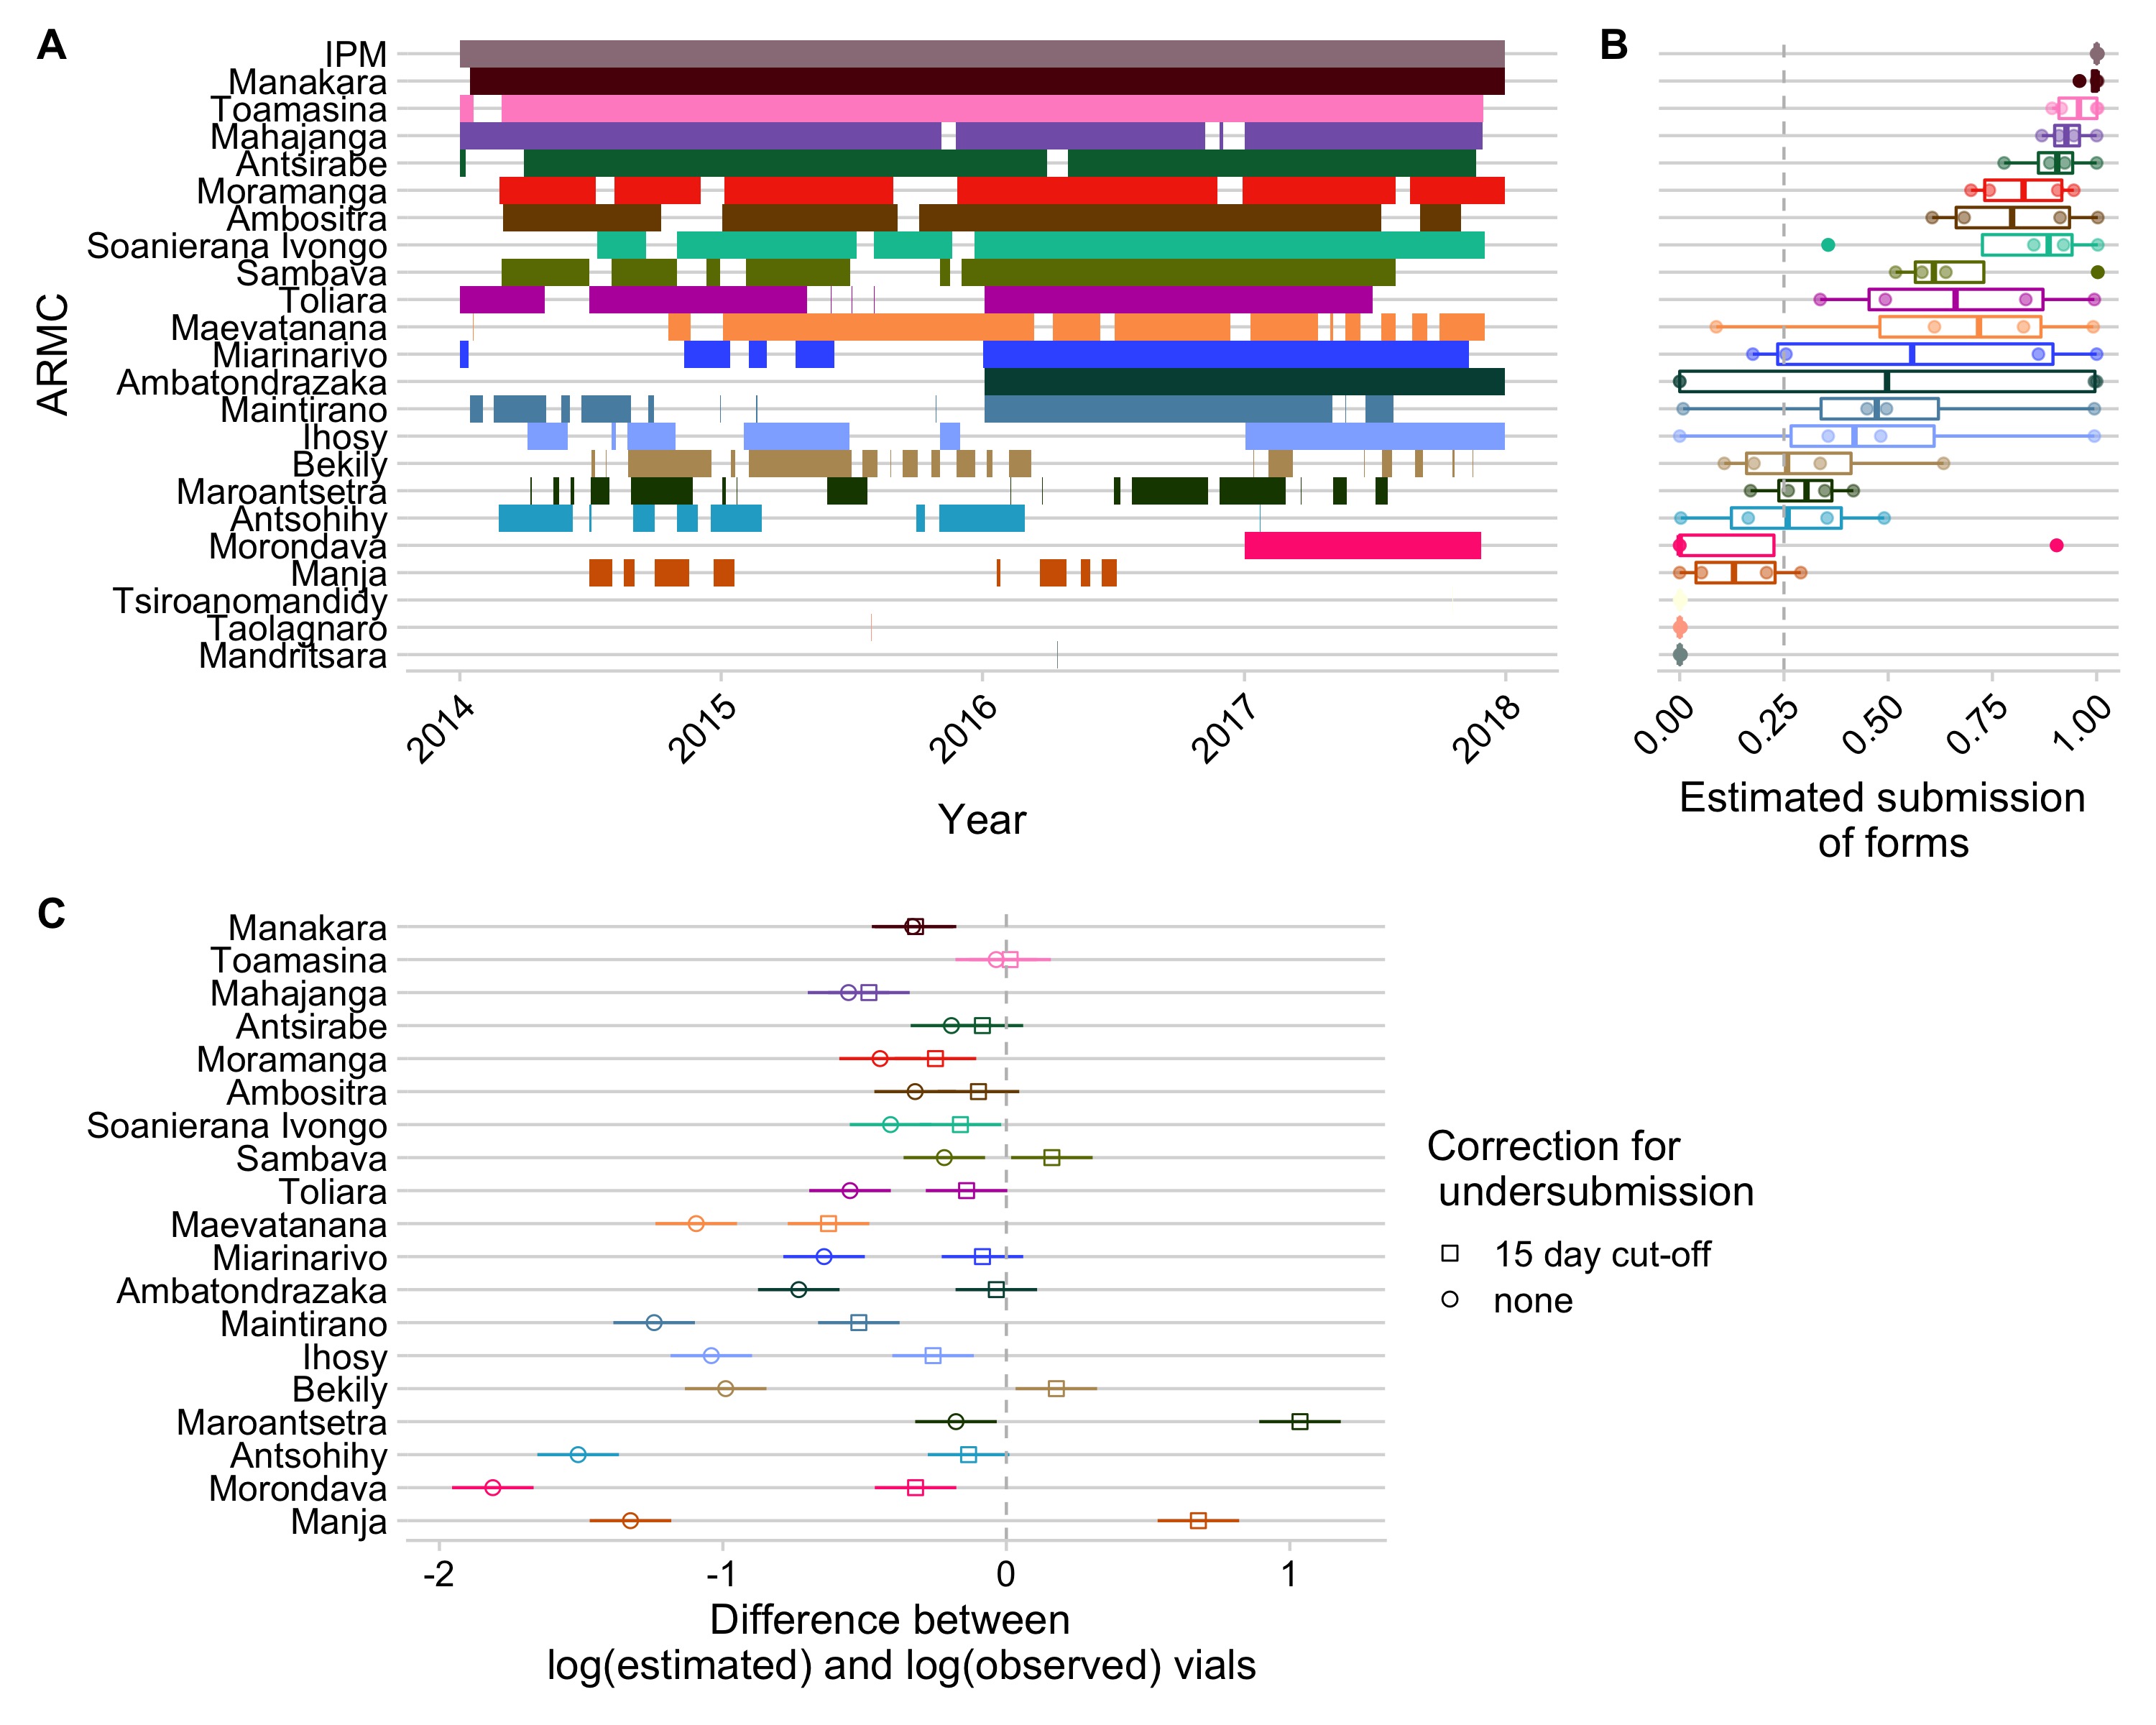 A
B
ARMC
IPM
Manakara
Toamasina
Mahajanga
Antsirabe
Moramanga
Ambositra
Soanierana Ivongo
Sambava
Toliara
Maevatanana
Miarinarivo
Ambatondrazaka
Maintirano
Ihosy
Bekily
Maroantsetra
Antsohihy
Morondava
Manja
Tsiroanomandidy
Taolagnaro
Mandritsara
2014 2015 2016 2017 2018
Year
0.00 0.25 0.50 0.75 1.00
Estimated submission
of forms
C
Manakara
Toamasina
Mahajanga
Antsirabe
Moramanga
Ambositra
Soanierana Ivongo
Sambava
Toliara
Maevatanana
Miarinarivo
Ambatondrazaka
Maintirano
Ihosy
Bekily
Maroantsetra
Antsohihy
Morondava
Manja
-2 -1 0 1
Difference between
log(estimated) and log(observed) vials
Correction for
undersubmission
15 day cut-off
none